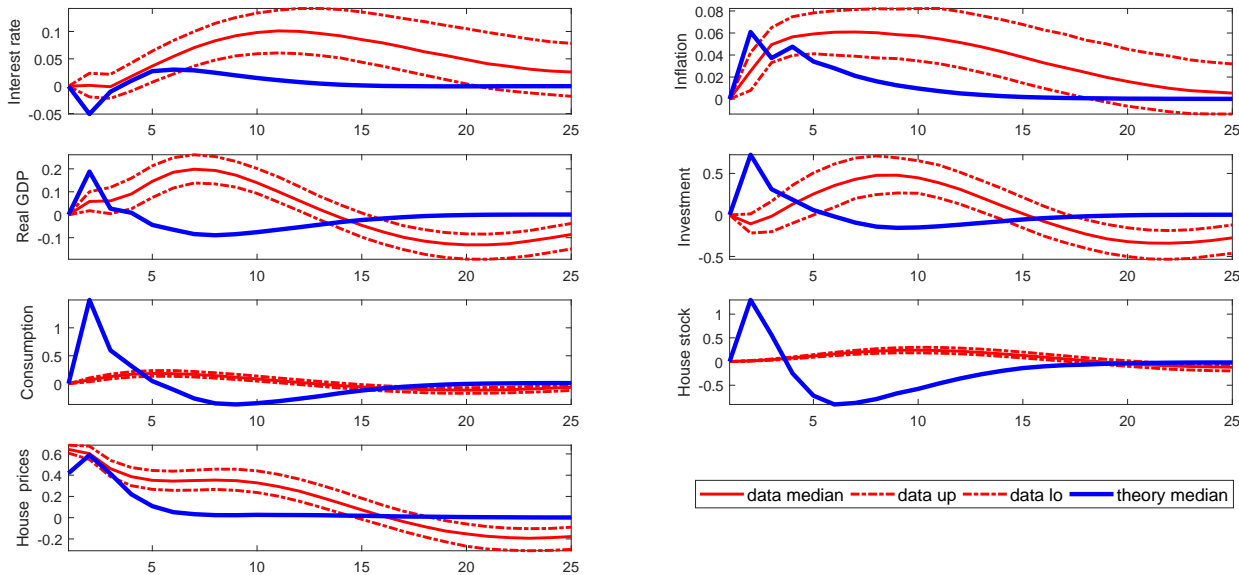 Interest rate
0.1
0.05
0
-0.05
5 10 15 20 25
Inflation
0.08
0.06
0.04
0.02
0
5 10 15 20 25
Real GDP
0.2
0.1
0
-0.1
5 10 15 20 25
Investment
0.5
0
-0.5
5 10 15 20 25
Consumption
1
0.5
0
5 10 15 20 25
House stock
1
0.5
0
-0.5
5 10 15 20 25
House prices
0.6
0.4
0.2
0
-0.2
5 10 15 20 25
data median data up data lo theory median